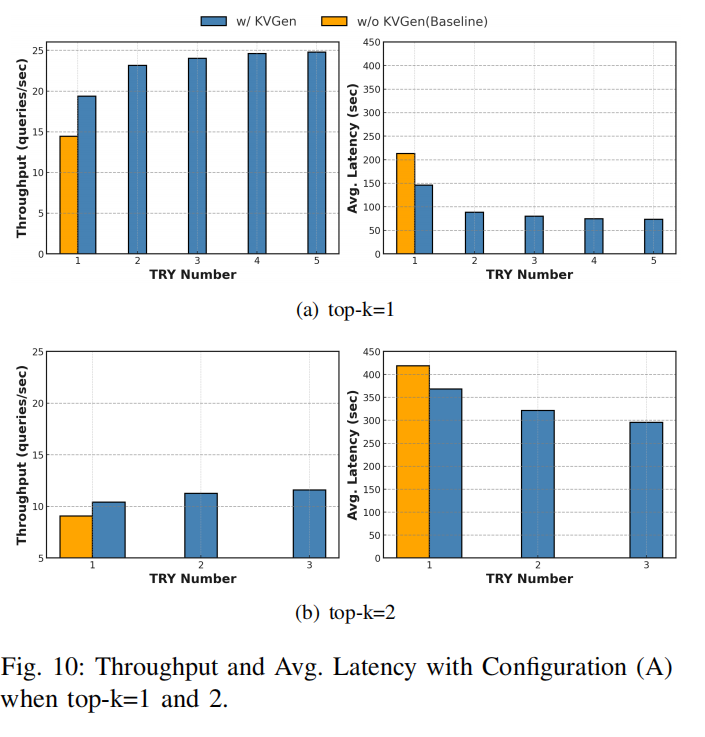 w/ KVGen
w/o KVGen(Baseline)
Throughput (queries/sec)
25
20
15
10
5
0
1 2 3 4 5
TRY Number
Avg. Latency (sec)
450
400
350
300
250
200
150
100
50
0
1 2 3 4 5
TRY Number
(a) top-k=1
Throughput (queries/sec)
25
20
15
10
5
1 2 3
TRY Number
Avg. Latency (sec)
450
400
350
300
250
200
150
100
50
0
1 2 3
TRY Number
(b) top-k=2
Fig. 10: Throughput and Avg. Latency with Configuration (A)
when top-k=1 and 2.